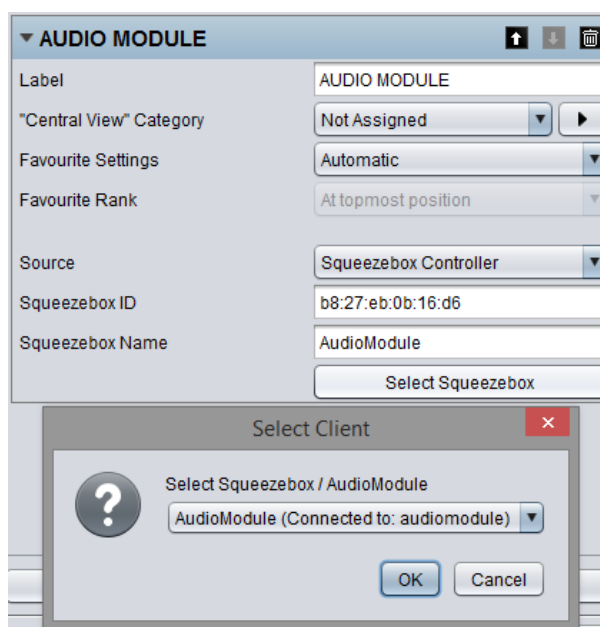 AUDIO MODULE
Label AUDIO MODULE
"Central View" Category Not Assigned
Favourite Settings Automatic
Favourite Rank At topmost position
Source Squeezebox Controller
Squeezebox ID b8:27:eb:0b:16:d6
Squeezebox Name AudioModule
Select Squeezebox
Select Client
Select Squeezebox / AudioModule
AudioModule (Connected to: audiomodule)
OK Cancel